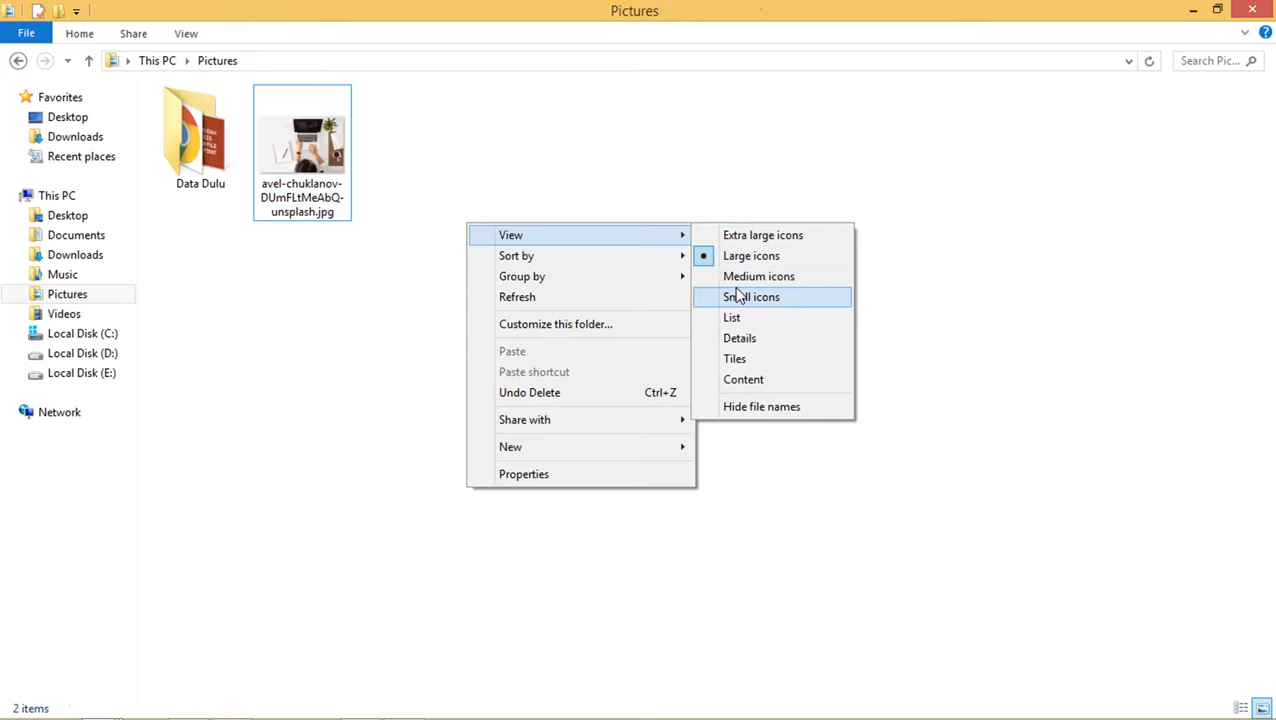 Pictures
File Home Share View
This PC Pictures
Search Pic...
Favorites
Desktop
Downloads
Recent places
This PC
Desktop
Documents
Downloads
Music
Pictures
Videos
Local Disk (C:)
Local Disk (D:)
Local Disk (E:)
Network
Data Dulu
avel-chuklanov-
DUmFLtMeAbQ-
unsplash.jpg
View
Sort by
Group by
Refresh
Customize this folder...
Paste
Paste shortcut
Undo Delete Ctrl+Z
Share with
New
Properties
Extra large icons
Large icons
Medium icons
Small icons
List
Details
Tiles
Content
Hide file names
2 items